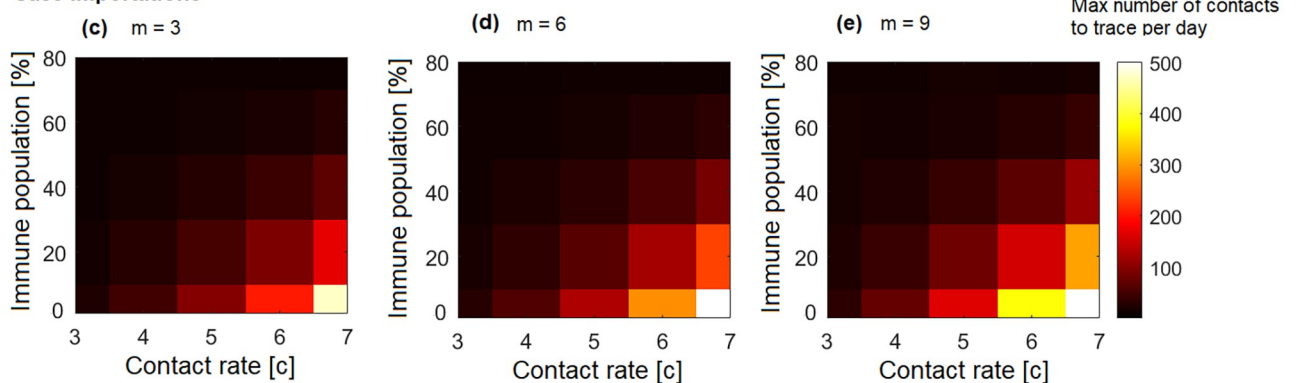 (c) m = 3
(d) m = 6
(e) m = 9
Max number of contacts
to trace per day
Immune population [%]
80
60
40
20
0
3 4 5 6 7
Contact rate [c]
Immune population [%]
80
60
40
20
0
3 4 5 6 7
Contact rate [c]
Immune population [%]
80
60
40
20
0
3 4 5 6 7
Contact rate [c]
500
400
300
200
100